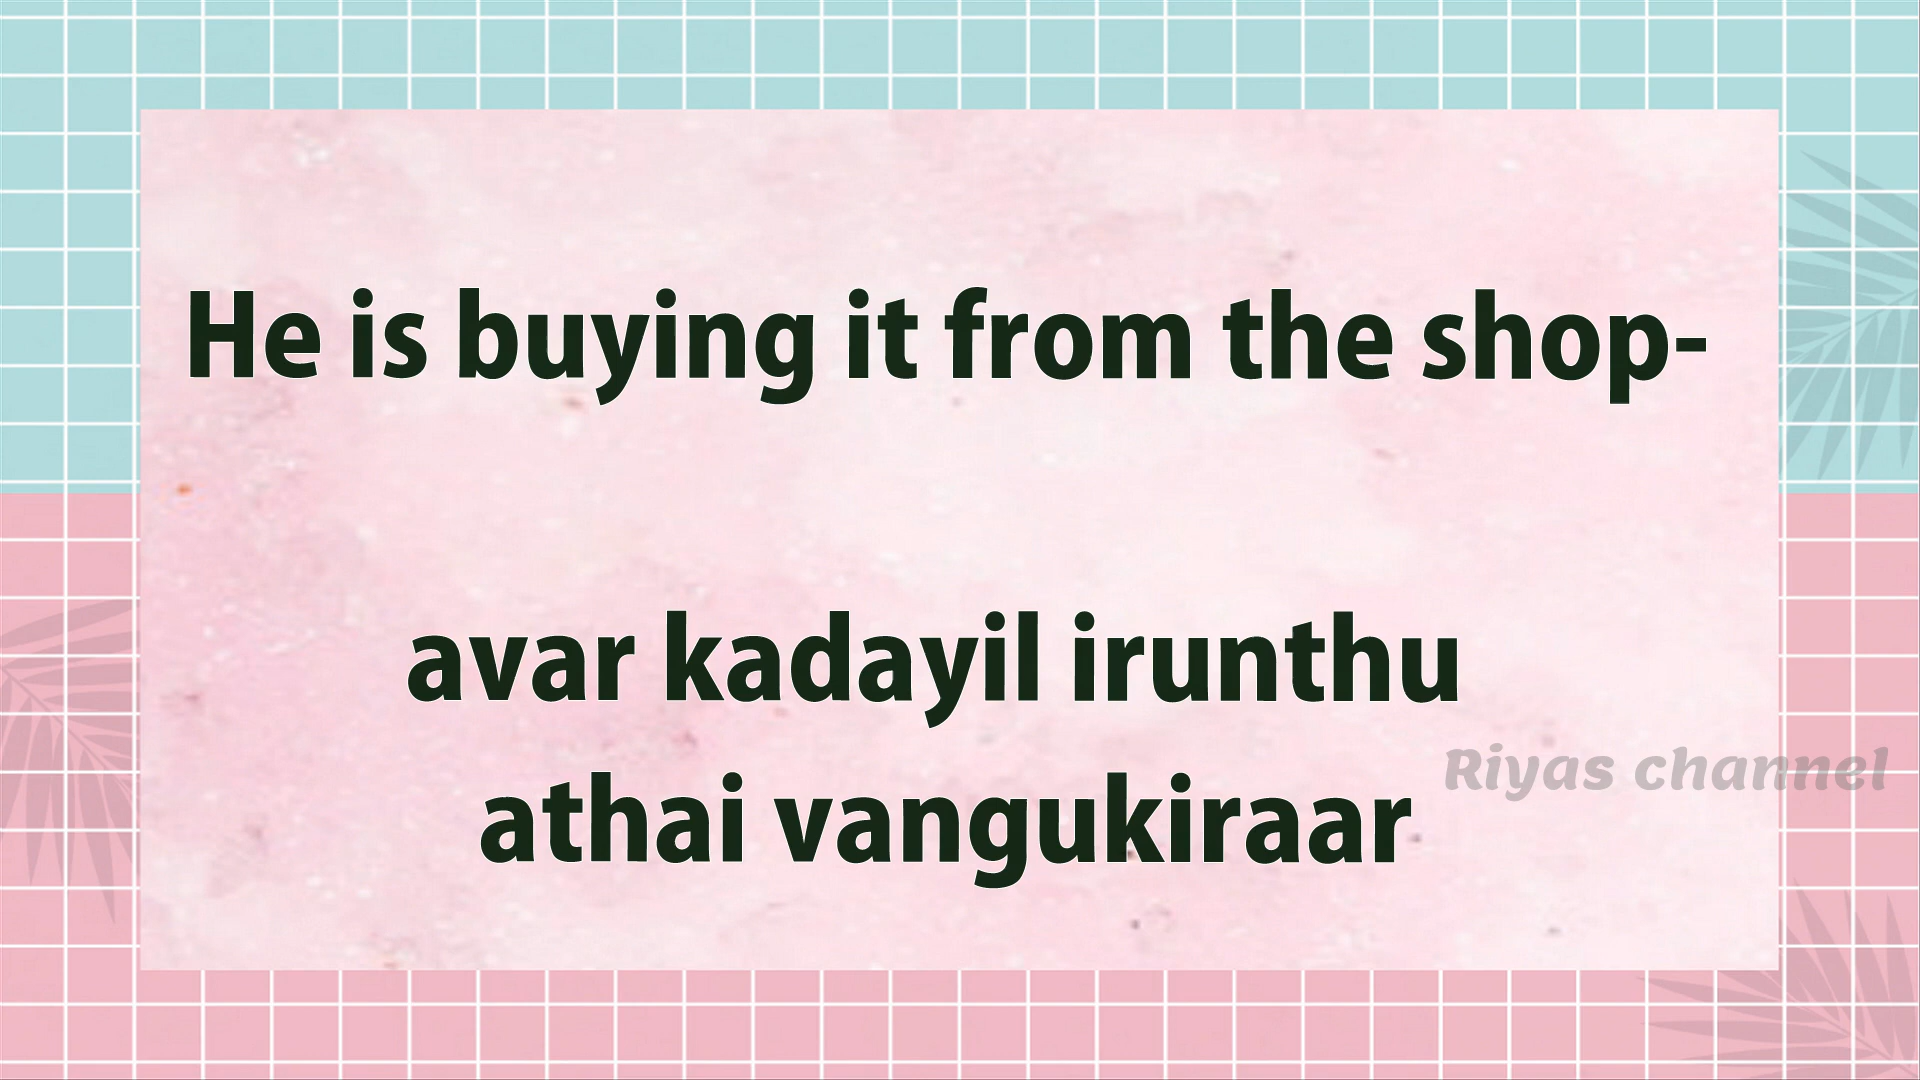 He is buying it from the shop-
avar kadayil irunthu
athai vangukiraar
Riyas channel